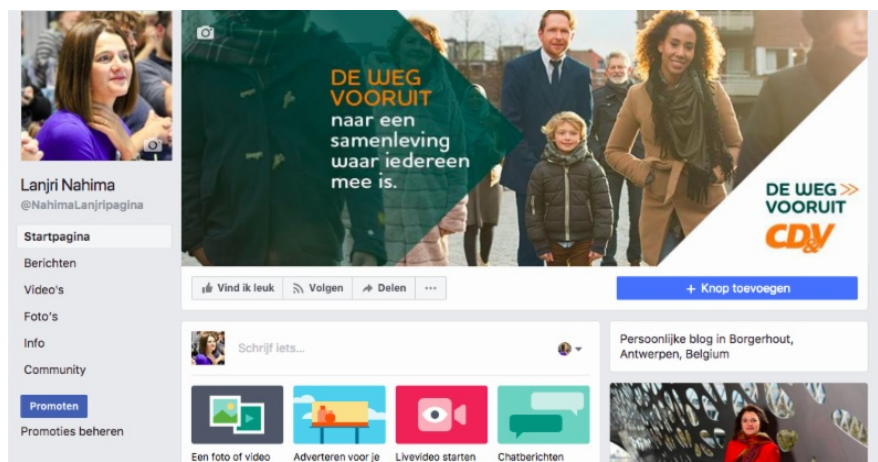 DE WEG
VOORUIT
naar een
samenleving
waar iedereen
mee is.
DE WEG
VOORUIT
CD&V
Lanjri Nahima
@NahimaLanjripagina
Startpagina
Berichten
Video's
Foto's
Info
Community
Promoten
Promoties beheren
Vind ik leuk
Volgen
Delen
+ Knop toevoegen
Schrijf iets...
Persoonlijke blog in Borgerhout,
Antwerpen, Belgium
Een foto of video
Adverteren voor je
Livevideo starten
Chatberichten